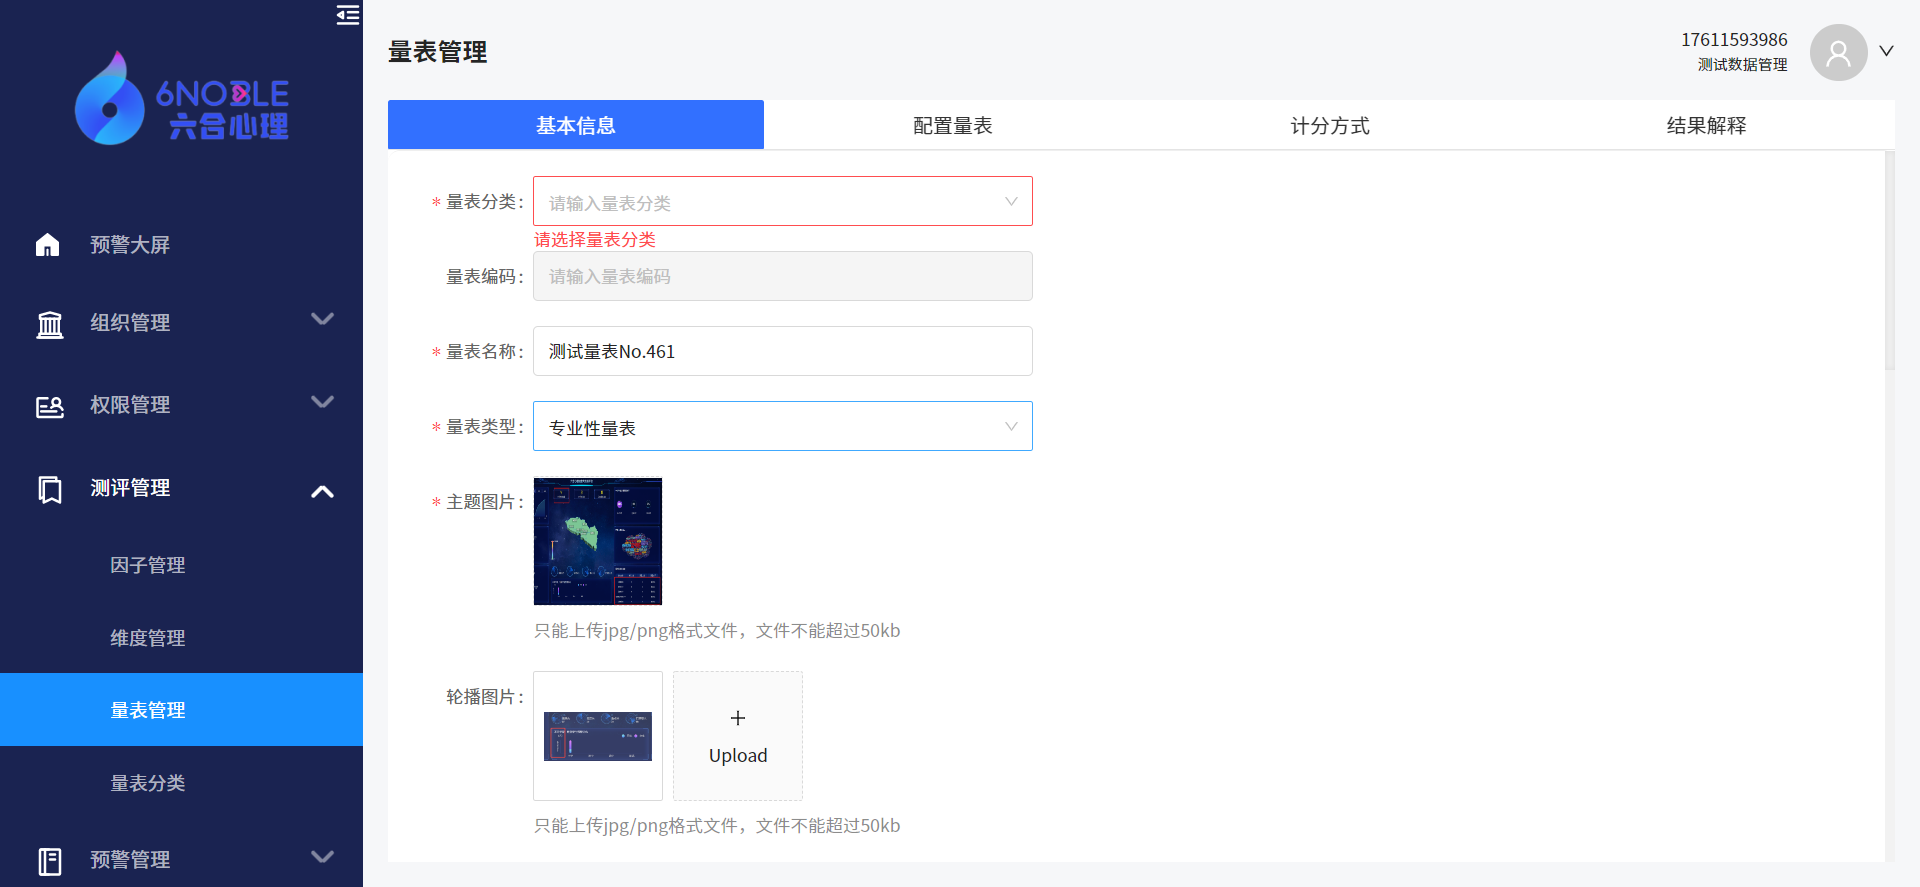 6NOBLE
六合心理
预警大屏
组织管理
权限管理
测评管理
因子管理
维度管理
量表管理
量表分类
预警管理
量表管理
17611593986
测试数据管理
基本信息
配置量表
计分方式
结果解释
* 量表分类:
请输入量表分类
请选择量表分类
量表编码:
请输入量表编码
* 量表名称:
测试量表No.461
* 量表类型:
专业性量表
* 主题图片:
只能上传jpg/png格式文件，文件不能超过50kb
轮播图片:
Upload
只能上传jpg/png格式文件，文件不能超过50kb